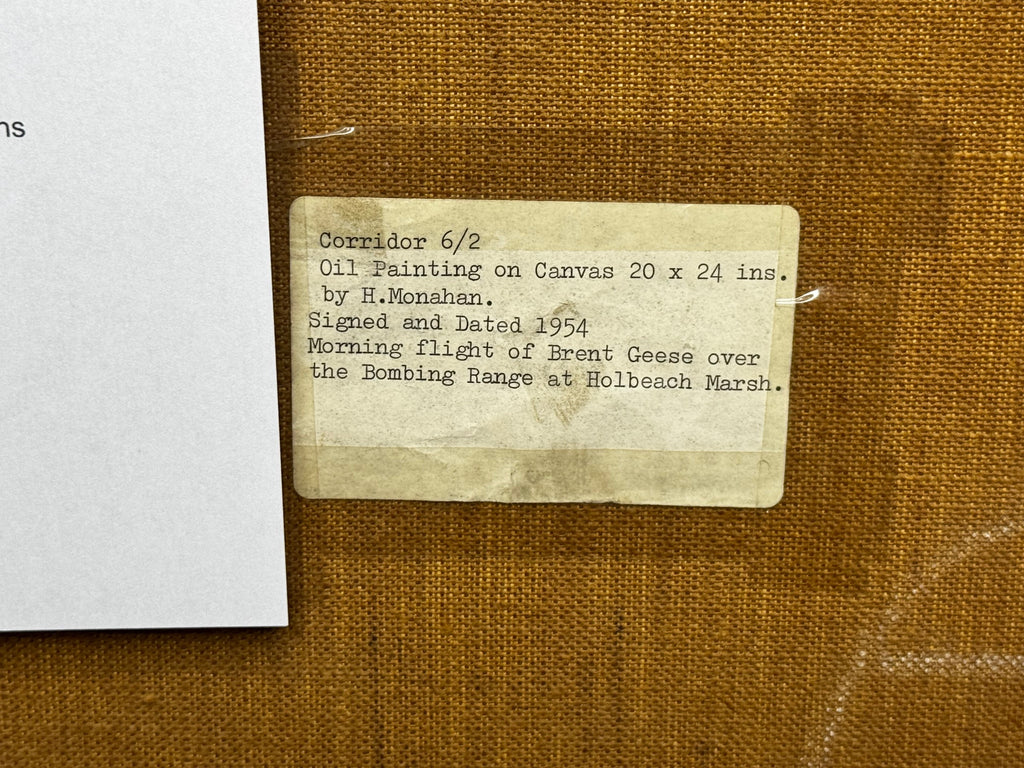 ns
Corridor 6/2
Oil Painting on Canvas 20 x 24 ins.
by H.Monahan.
Signed and Dated 1954
Morning flight of Brent Geese over
the Bombing Range at Holbeach Marsh.